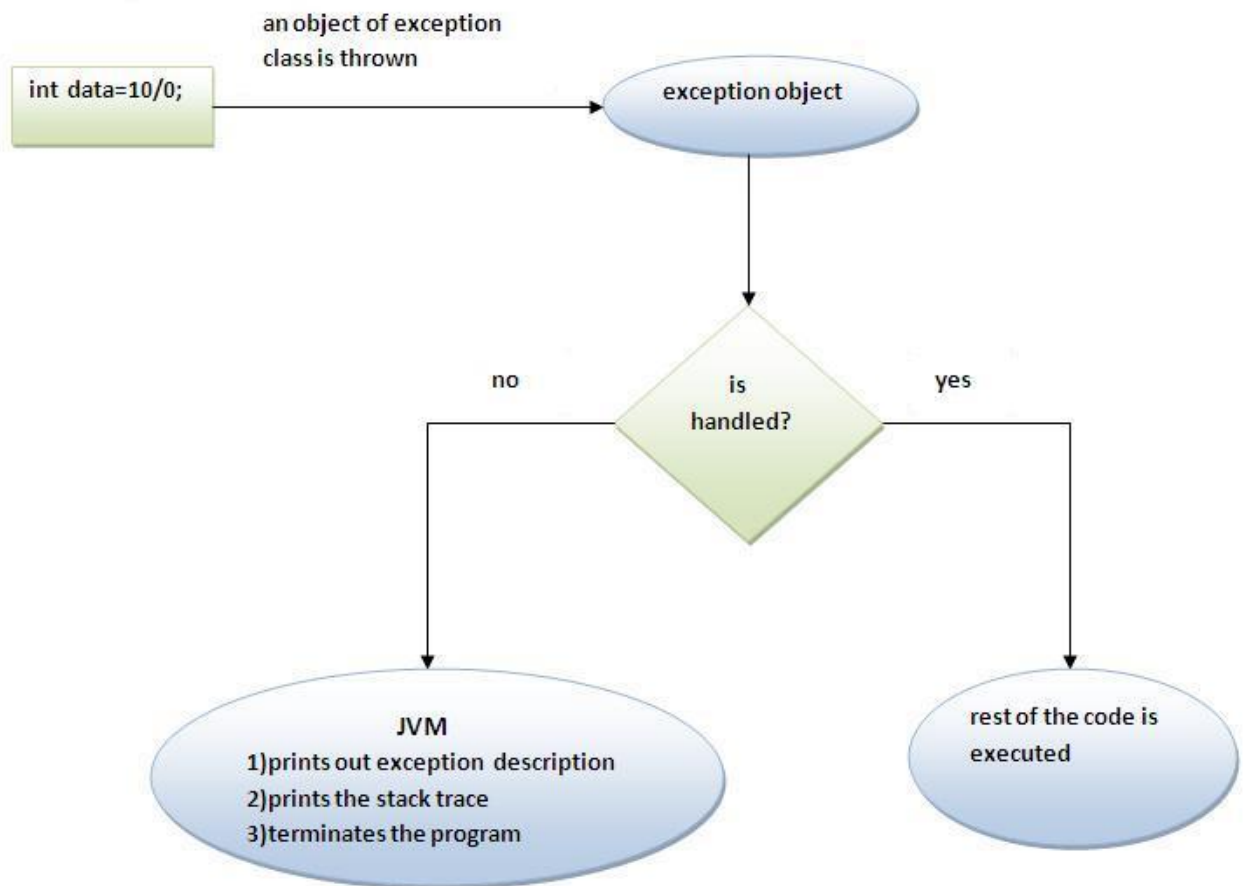 an object of exception
class is thrown
int data=10/0;
exception object
no
is
handled?
yes
JVM
1)prints out exception description
2)prints the stack trace
3)terminates the program
rest of the code is
executed